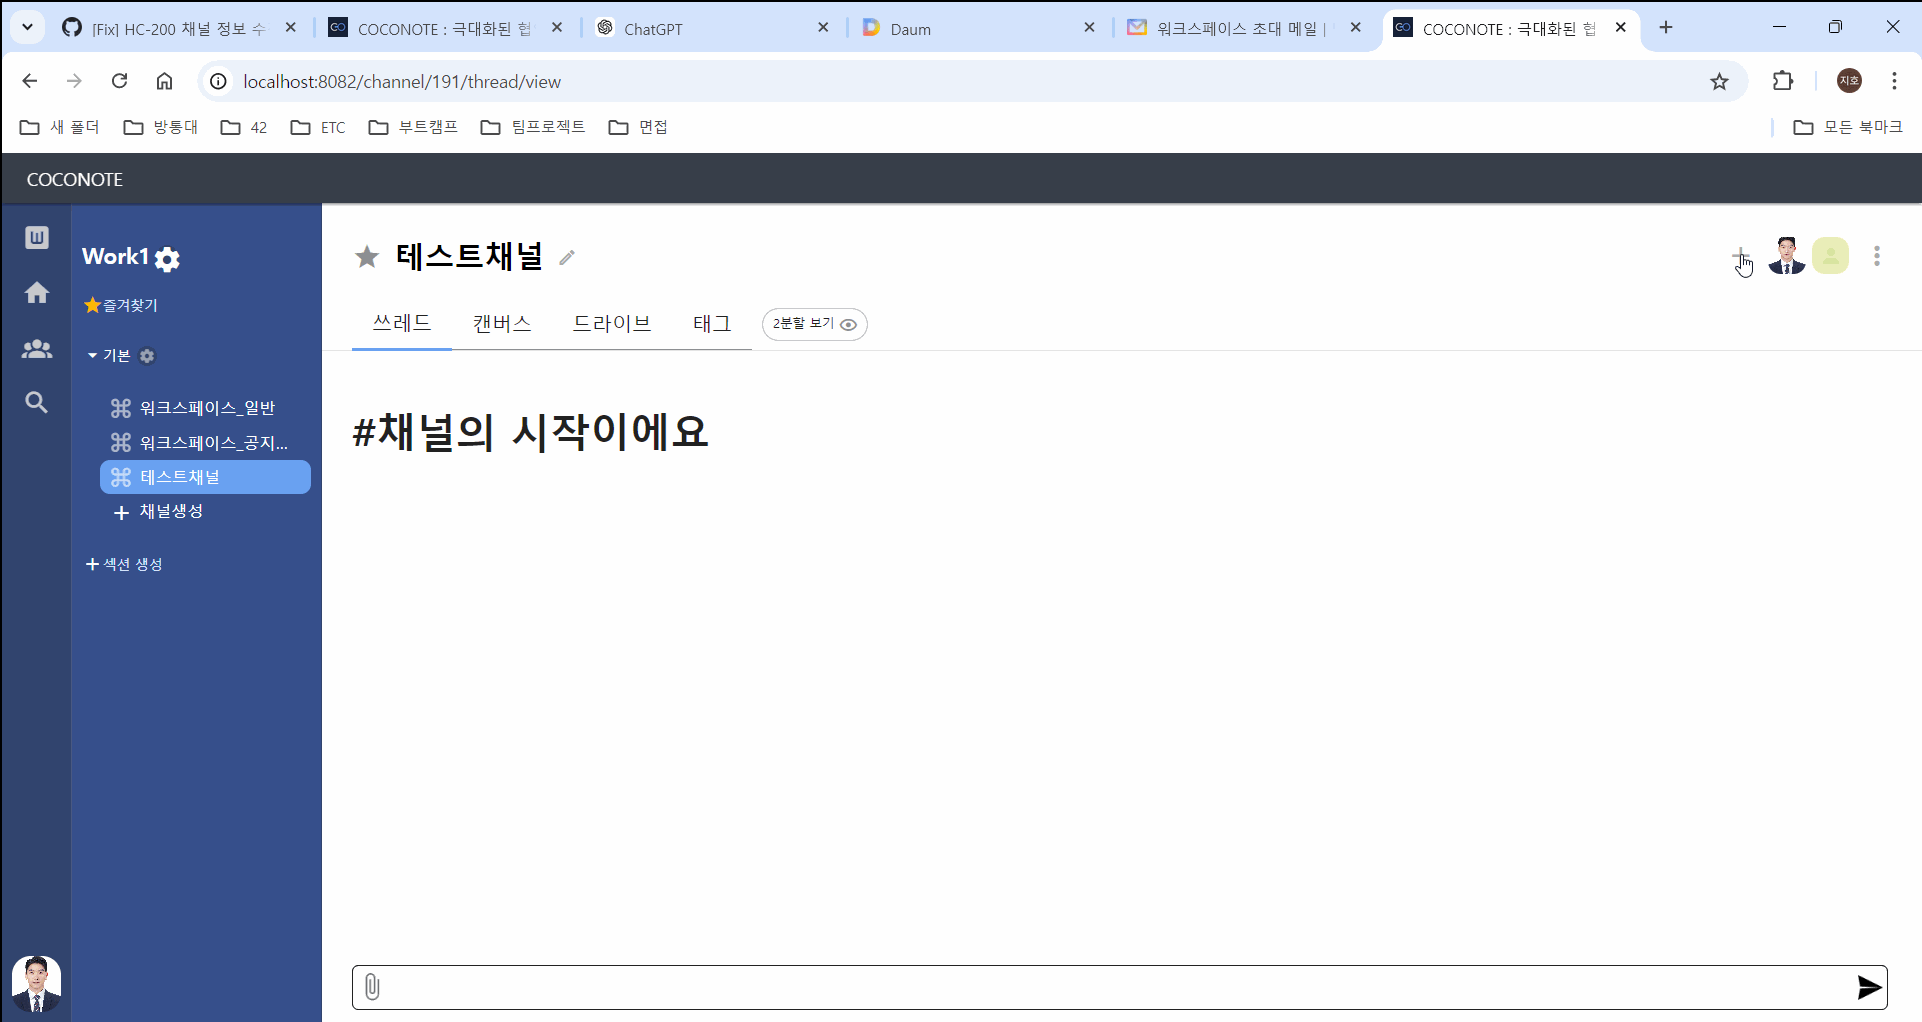 [Fix] HC-200 채널 정보 수
COCONOTE : 극대화된 협
ChatGPT
Daum
워크스페이스 초대 메일 |
COCONOTE : 극대화된 협
localhost:8082/channel/191/thread/view
지호
새 폴더
방통대
42
ETC
부트캠프
팀프로젝트
면접
모든 북마크
COCONOTE
Work1
즐겨찾기
기본
워크스페이스_일반
워크스페이스_공지...
테스트채널
채널생성
섹션 생성
테스트채널
쓰레드
캔버스
드라이브
태그
2분할 보기
#채널의 시작이에요